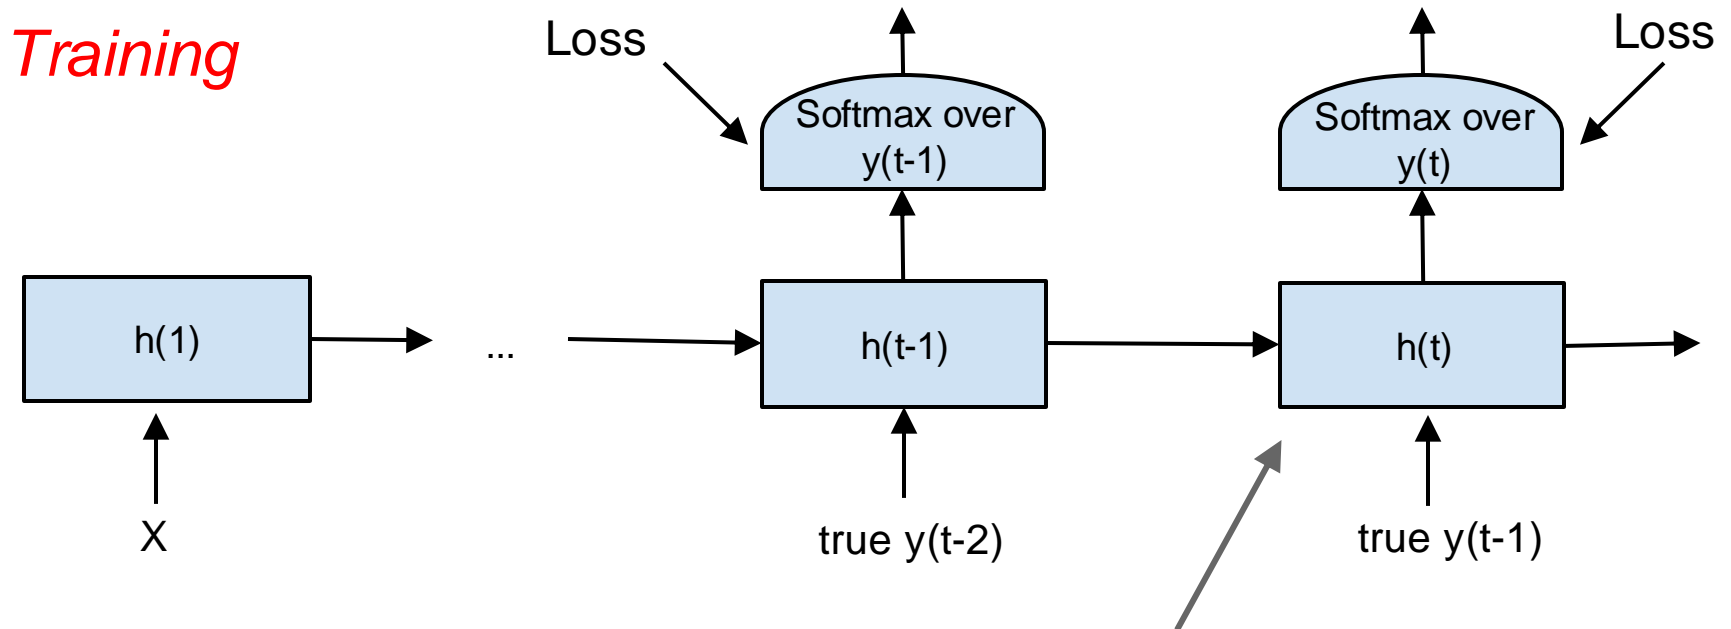 Training
Loss
Loss
Softmax over
y(t-1)
Softmax over
y(t)
h(1)
...
h(t-1)
h(t)
X
true y(t-2)
true y(t-1)